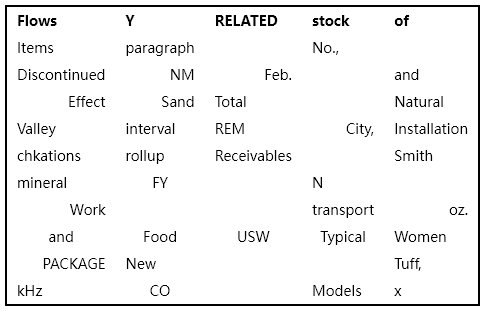 Flows Y RELATED stock of
Items paragraph No.,
Discontinued NM Feb. and
Effect Sand Total Natural
Valley interval REM City, Installation
chkations rollup Receivables Smith
mineral FY N
Work transport oz.
and Food USW Typical Women
PACKAGE New Tuff,
kHz CO Models x